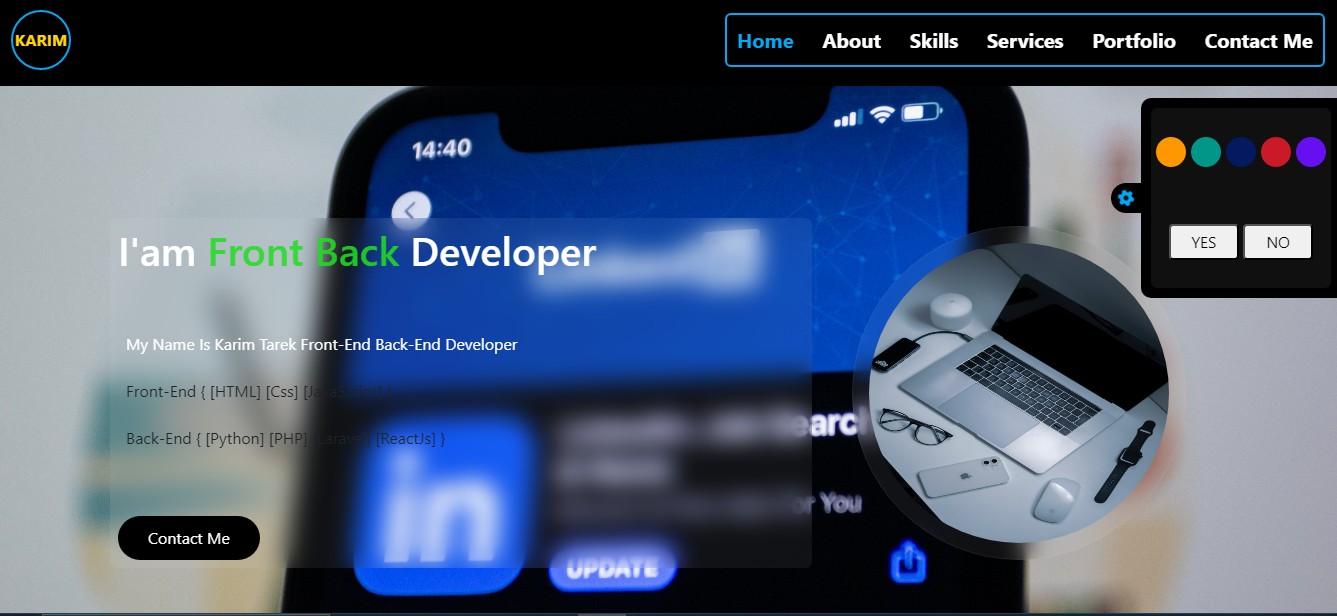 KARIM
Home About Skills Services Portfolio Contact Me
14:40
YES NO
I'am Front Back Developer
My Name Is Karim Tarek Front-End Back-End Developer
Front-End { [HTML] [Css]
Back-End { [Python] [PHP] [Laravel] [ReactJs] }
For You
in
UPDATE
Contact Me